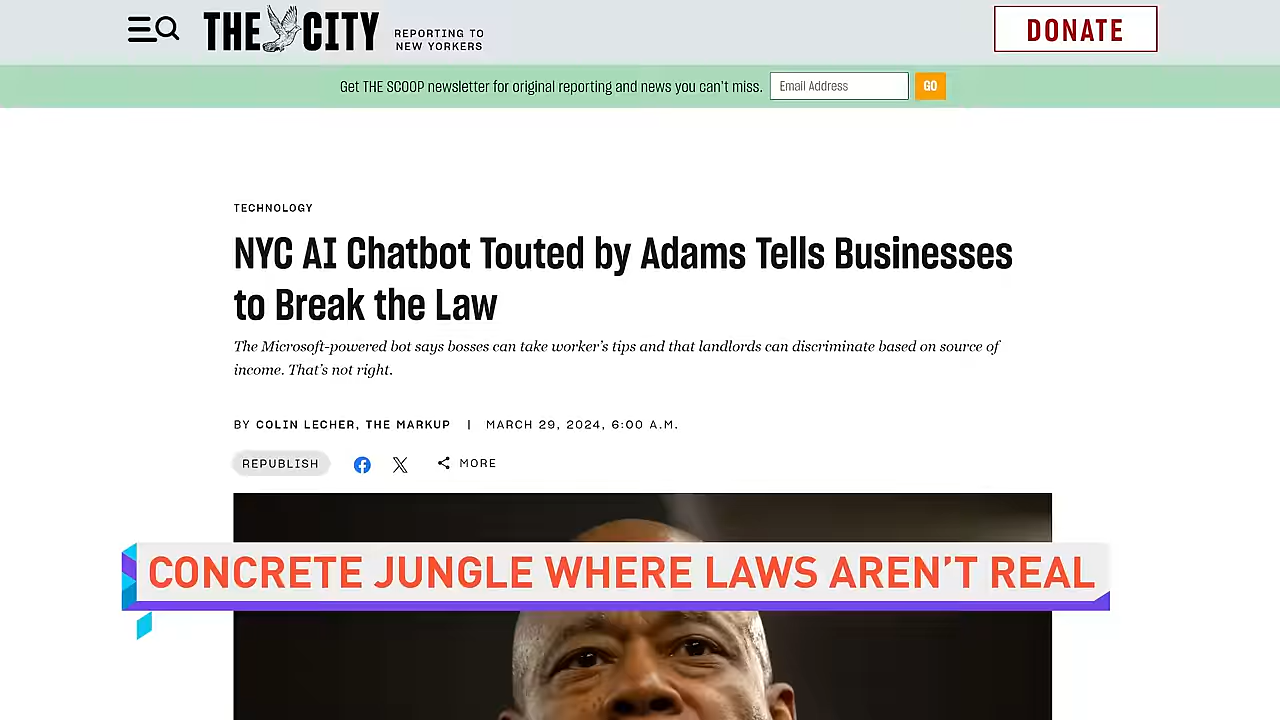 THE CITY
REPORTING TO
NEW YORKERS
DONATE
Get THE SCOOP newsletter for original reporting and news you can't miss.
Email Address
GO
TECHNOLOGY
NYC AI Chatbot Touted by Adams Tells Businesses
to Break the Law
The Microsoft-powered bot says bosses can take worker's tips and that landlords can discriminate based on source of
income. That's not right.
BY COLIN LECHER, THE MARKUP | MARCH 29, 2024, 6:00 A.M.
REPUBLISH
MORE
CONCRETE JUNGLE WHERE LAWS AREN'T REAL